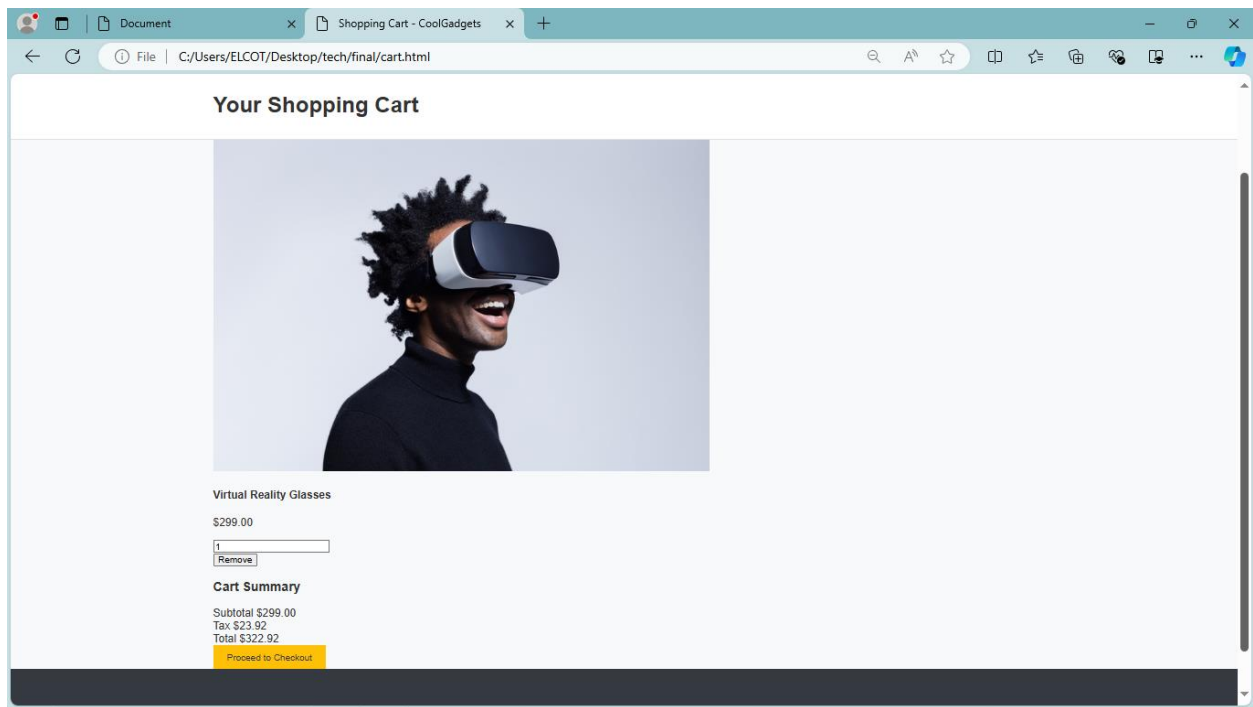 Document
Shopping Cart - CoolGadgets
File
C:/Users/ELCOT/Desktop/tech/final/cart.html
Your Shopping Cart
Virtual Reality Glasses
$299.00
1
Remove
Cart Summary
Subtotal $299.00
Tax $23.92
Total $322.92
Proceed to Checkout